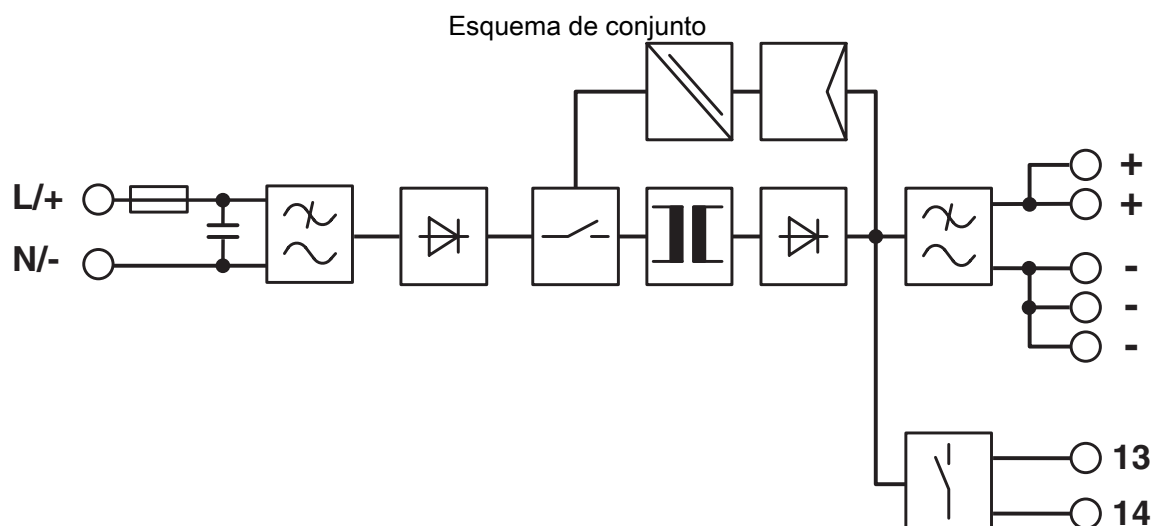 Esquema de conjunto
L/+
N/-
+
+
-
-
-
13
14